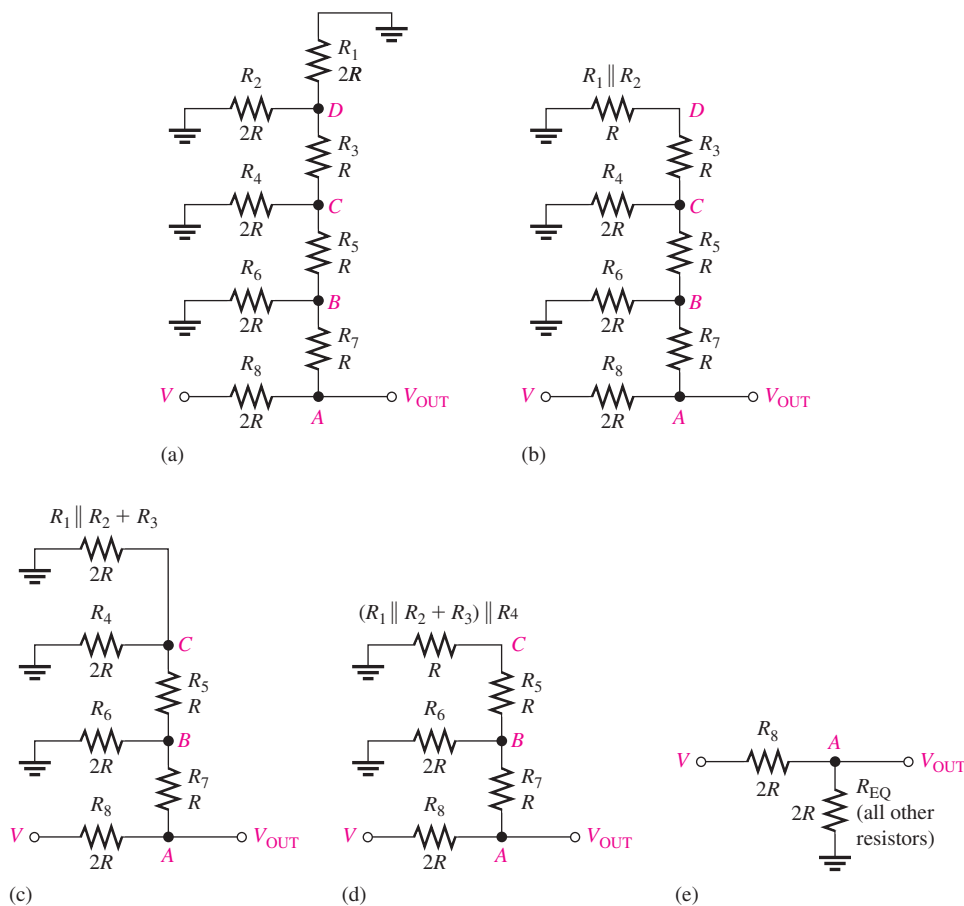 R1
2R
R2
2R
D
R3
R
R4
2R
C
R5
R
R6
2R
B
R7
R
R8
V
2R
A
VOUT
(a)
R1 ∥ R2
R
D
R3
R
R4
2R
C
R5
R
R6
2R
B
R7
R
R8
V
2R
A
VOUT
(b)
R1 ∥ R2 + R3
2R
R4
2R
C
R5
R
R6
2R
B
R7
R
R8
V
2R
A
VOUT
(c)
(R1 ∥ R2 + R3) ∥ R4
R
C
R5
R
R6
2R
B
R7
R
R8
V
2R
A
VOUT
(d)
R8
V
2R
A
VOUT
2R
REQ
(all other
resistors)
(e)